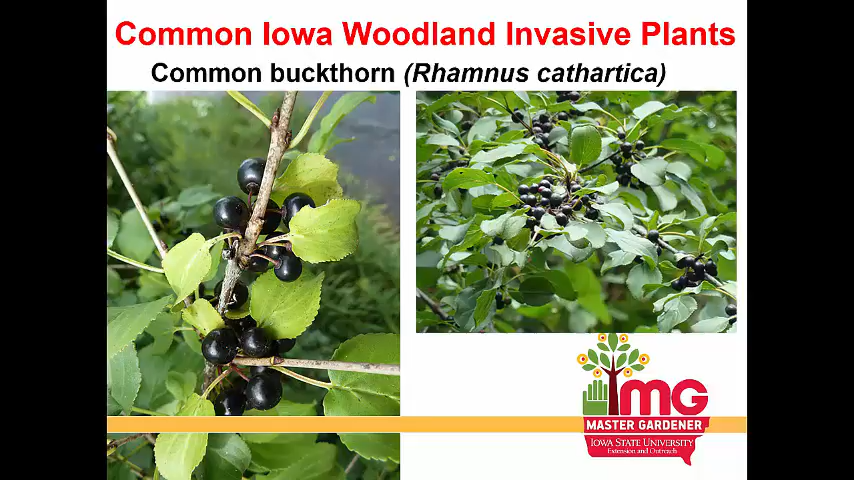 Common Iowa Woodland Invasive Plants
Common buckthorn (Rhamnus cathartica)
MG
MASTER GARDENER
IOWA STATE UNIVERSITY
Extension and Outreach